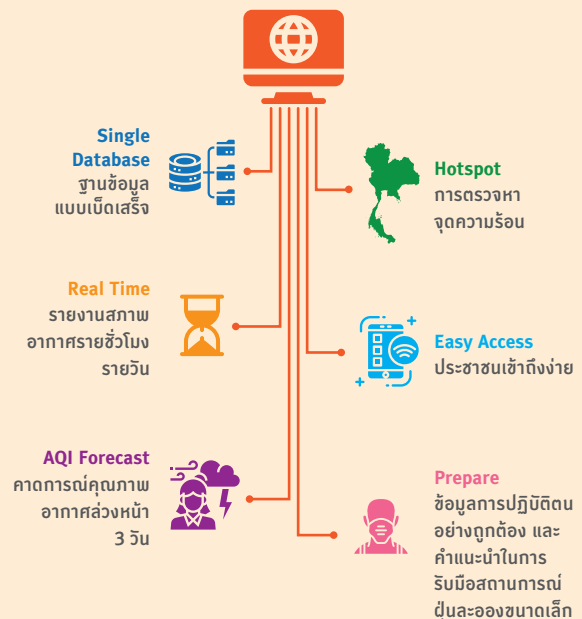 Single
Database
ฐานข้อมูล
แบบเบ็ดเสร็จ
Hotspot
การตรวจหา
จุดความร้อน
Real Time
รายงานสภาพ
อากาศรายชั่วโมง
รายวัน
Easy Access
ประชาชนเข้าถึงง่าย
AQI Forecast
คาดการณ์คุณภาพ
อากาศล่วงหน้า
3 วัน
Prepare
ข้อมูลการปฏิบัติตน
อย่างถูกต้อง และ
คำแนะนำในการ
รับมือสถานการณ์
ฝุ่นละอองขนาดเล็ก